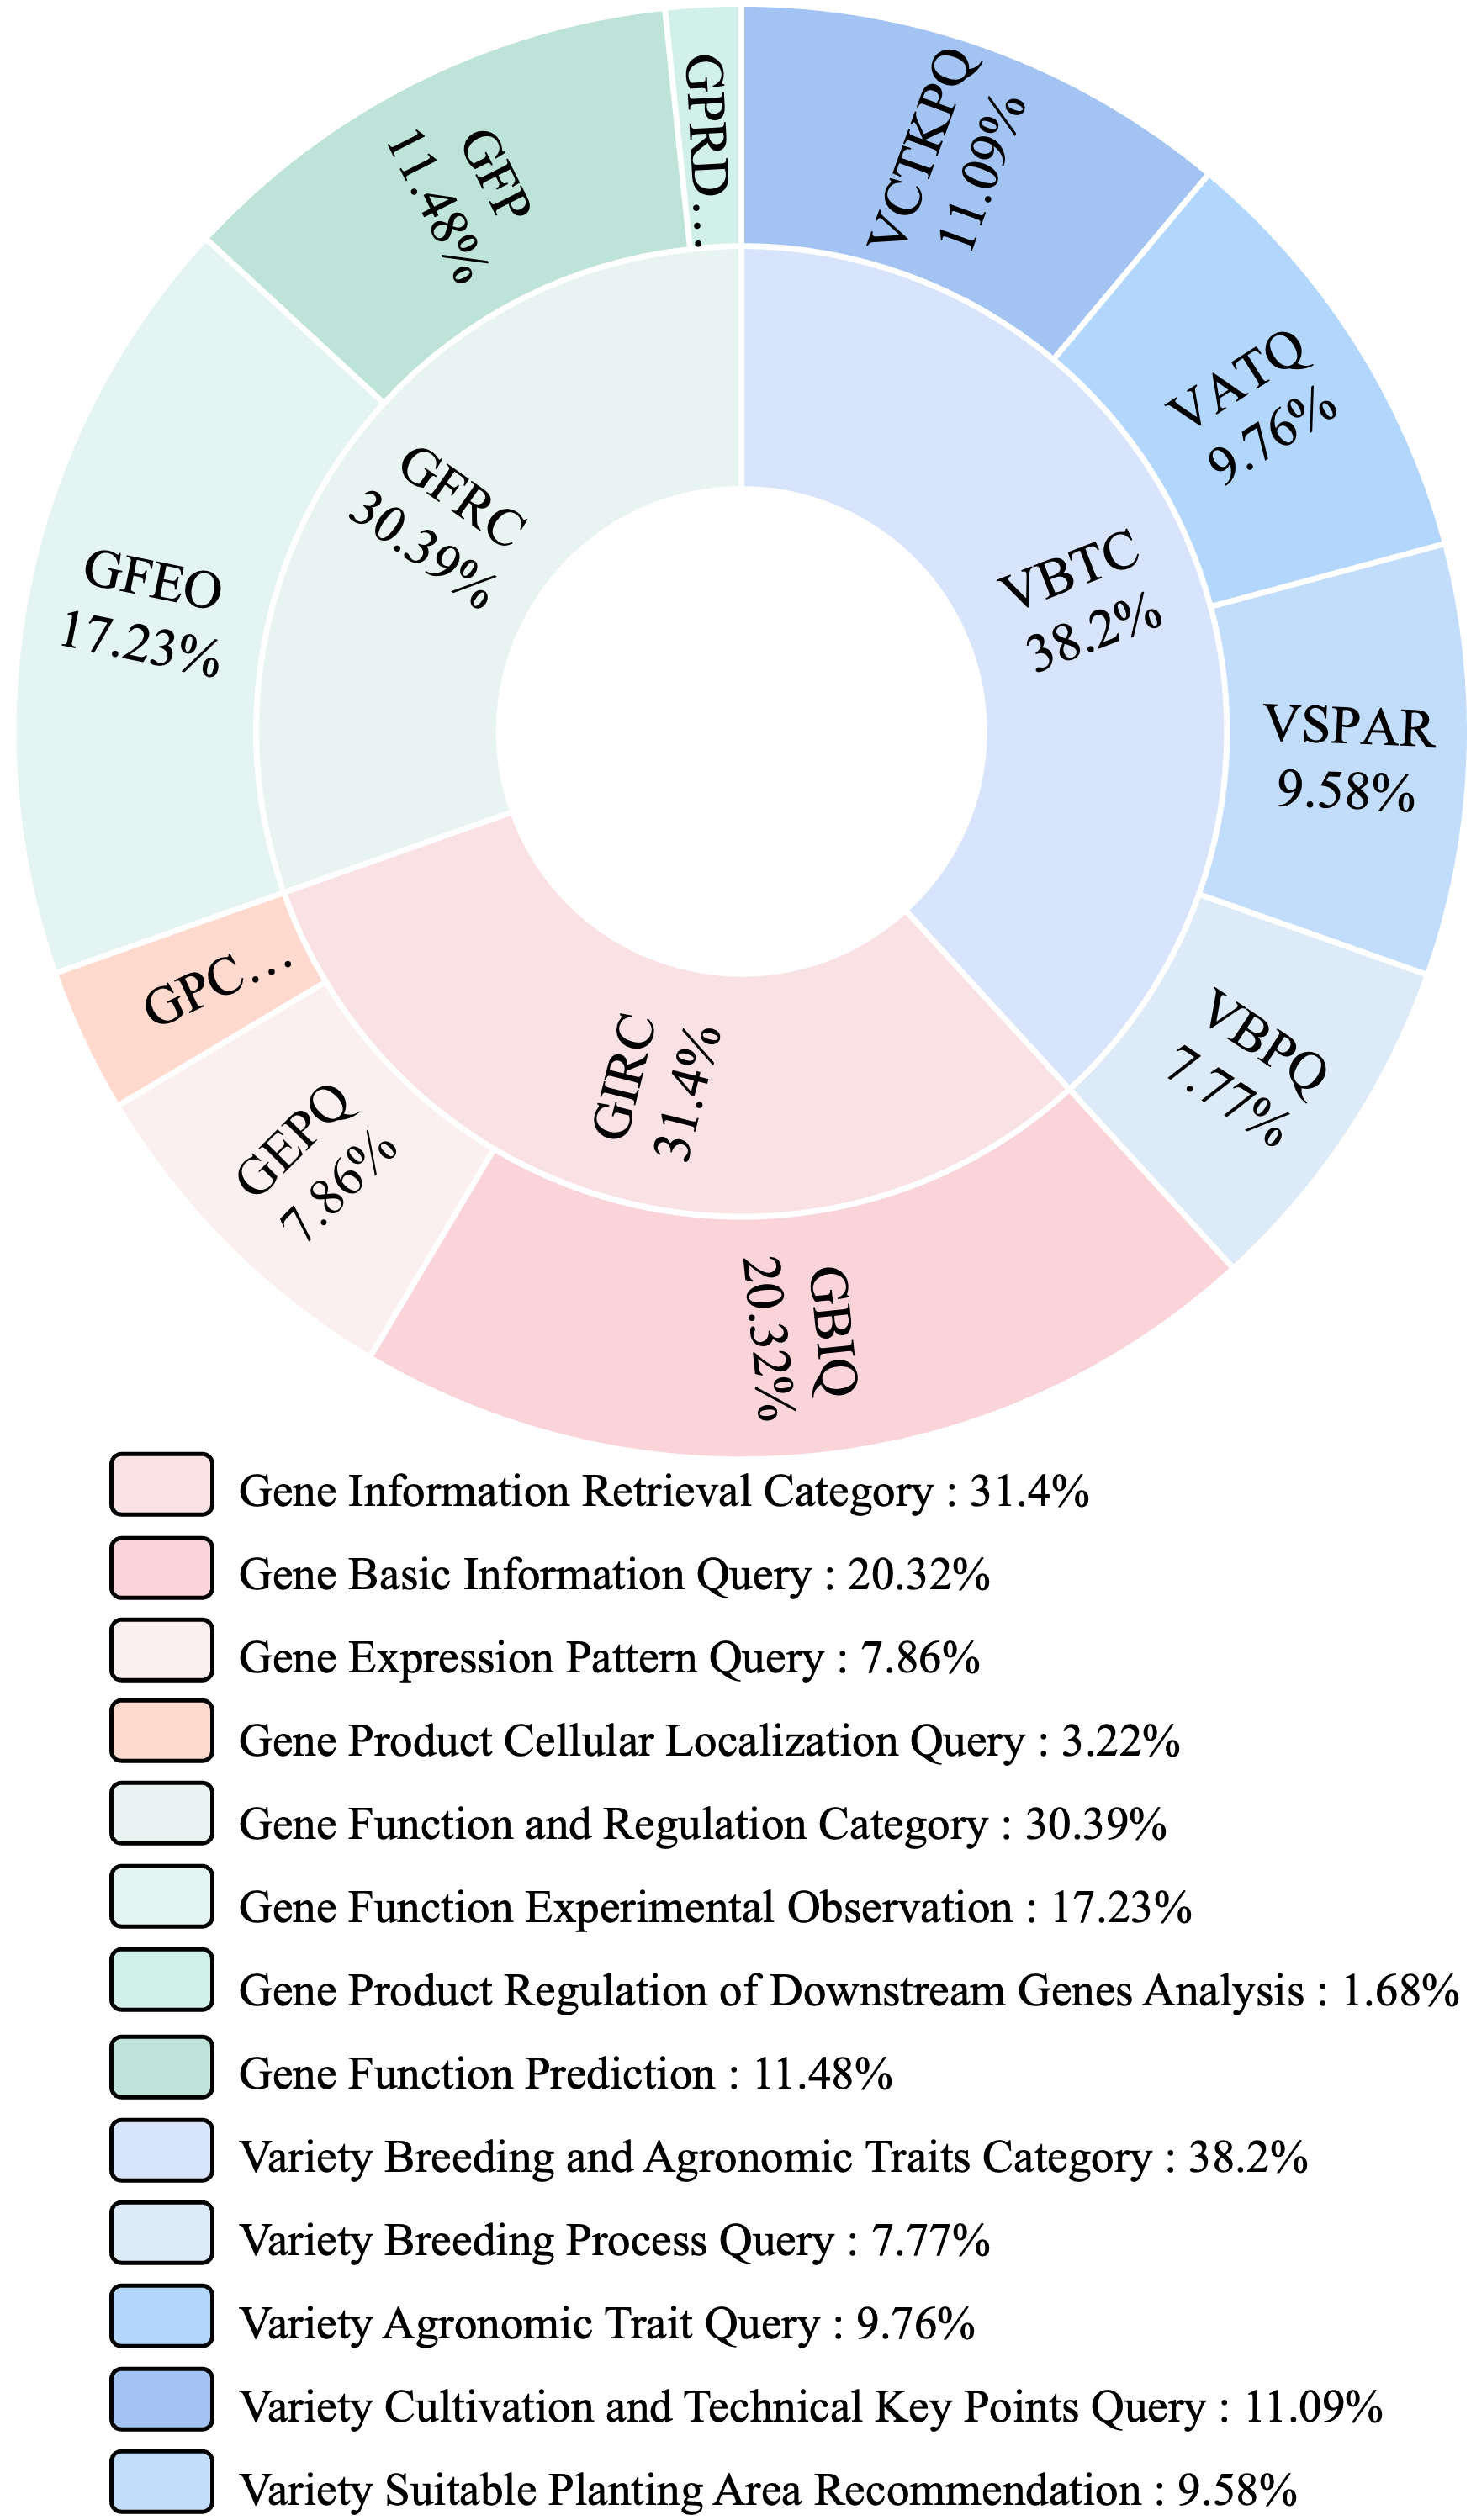 GPRD...
VCTKPQ
11.09%
GFP
11.48%
VATQ
9.76%
GFRC
30.39%
VBTC
38.2%
GFEO
17.23%
VSPAR
9.58%
GPC...
VBPQ
7.77%
GIRC
31.4%
GEPQ
7.86%
GBIQ
20.32%
Gene Information Retrieval Category : 31.4%
Gene Basic Information Query : 20.32%
Gene Expression Pattern Query : 7.86%
Gene Product Cellular Localization Query : 3.22%
Gene Function and Regulation Category : 30.39%
Gene Function Experimental Observation : 17.23%
Gene Product Regulation of Downstream Genes Analysis : 1.68%
Gene Function Prediction : 11.48%
Variety Breeding and Agronomic Traits Category : 38.2%
Variety Breeding Process Query : 7.77%
Variety Agronomic Trait Query : 9.76%
Variety Cultivation and Technical Key Points Query : 11.09%
Variety Suitable Planting Area Recommendation : 9.58%